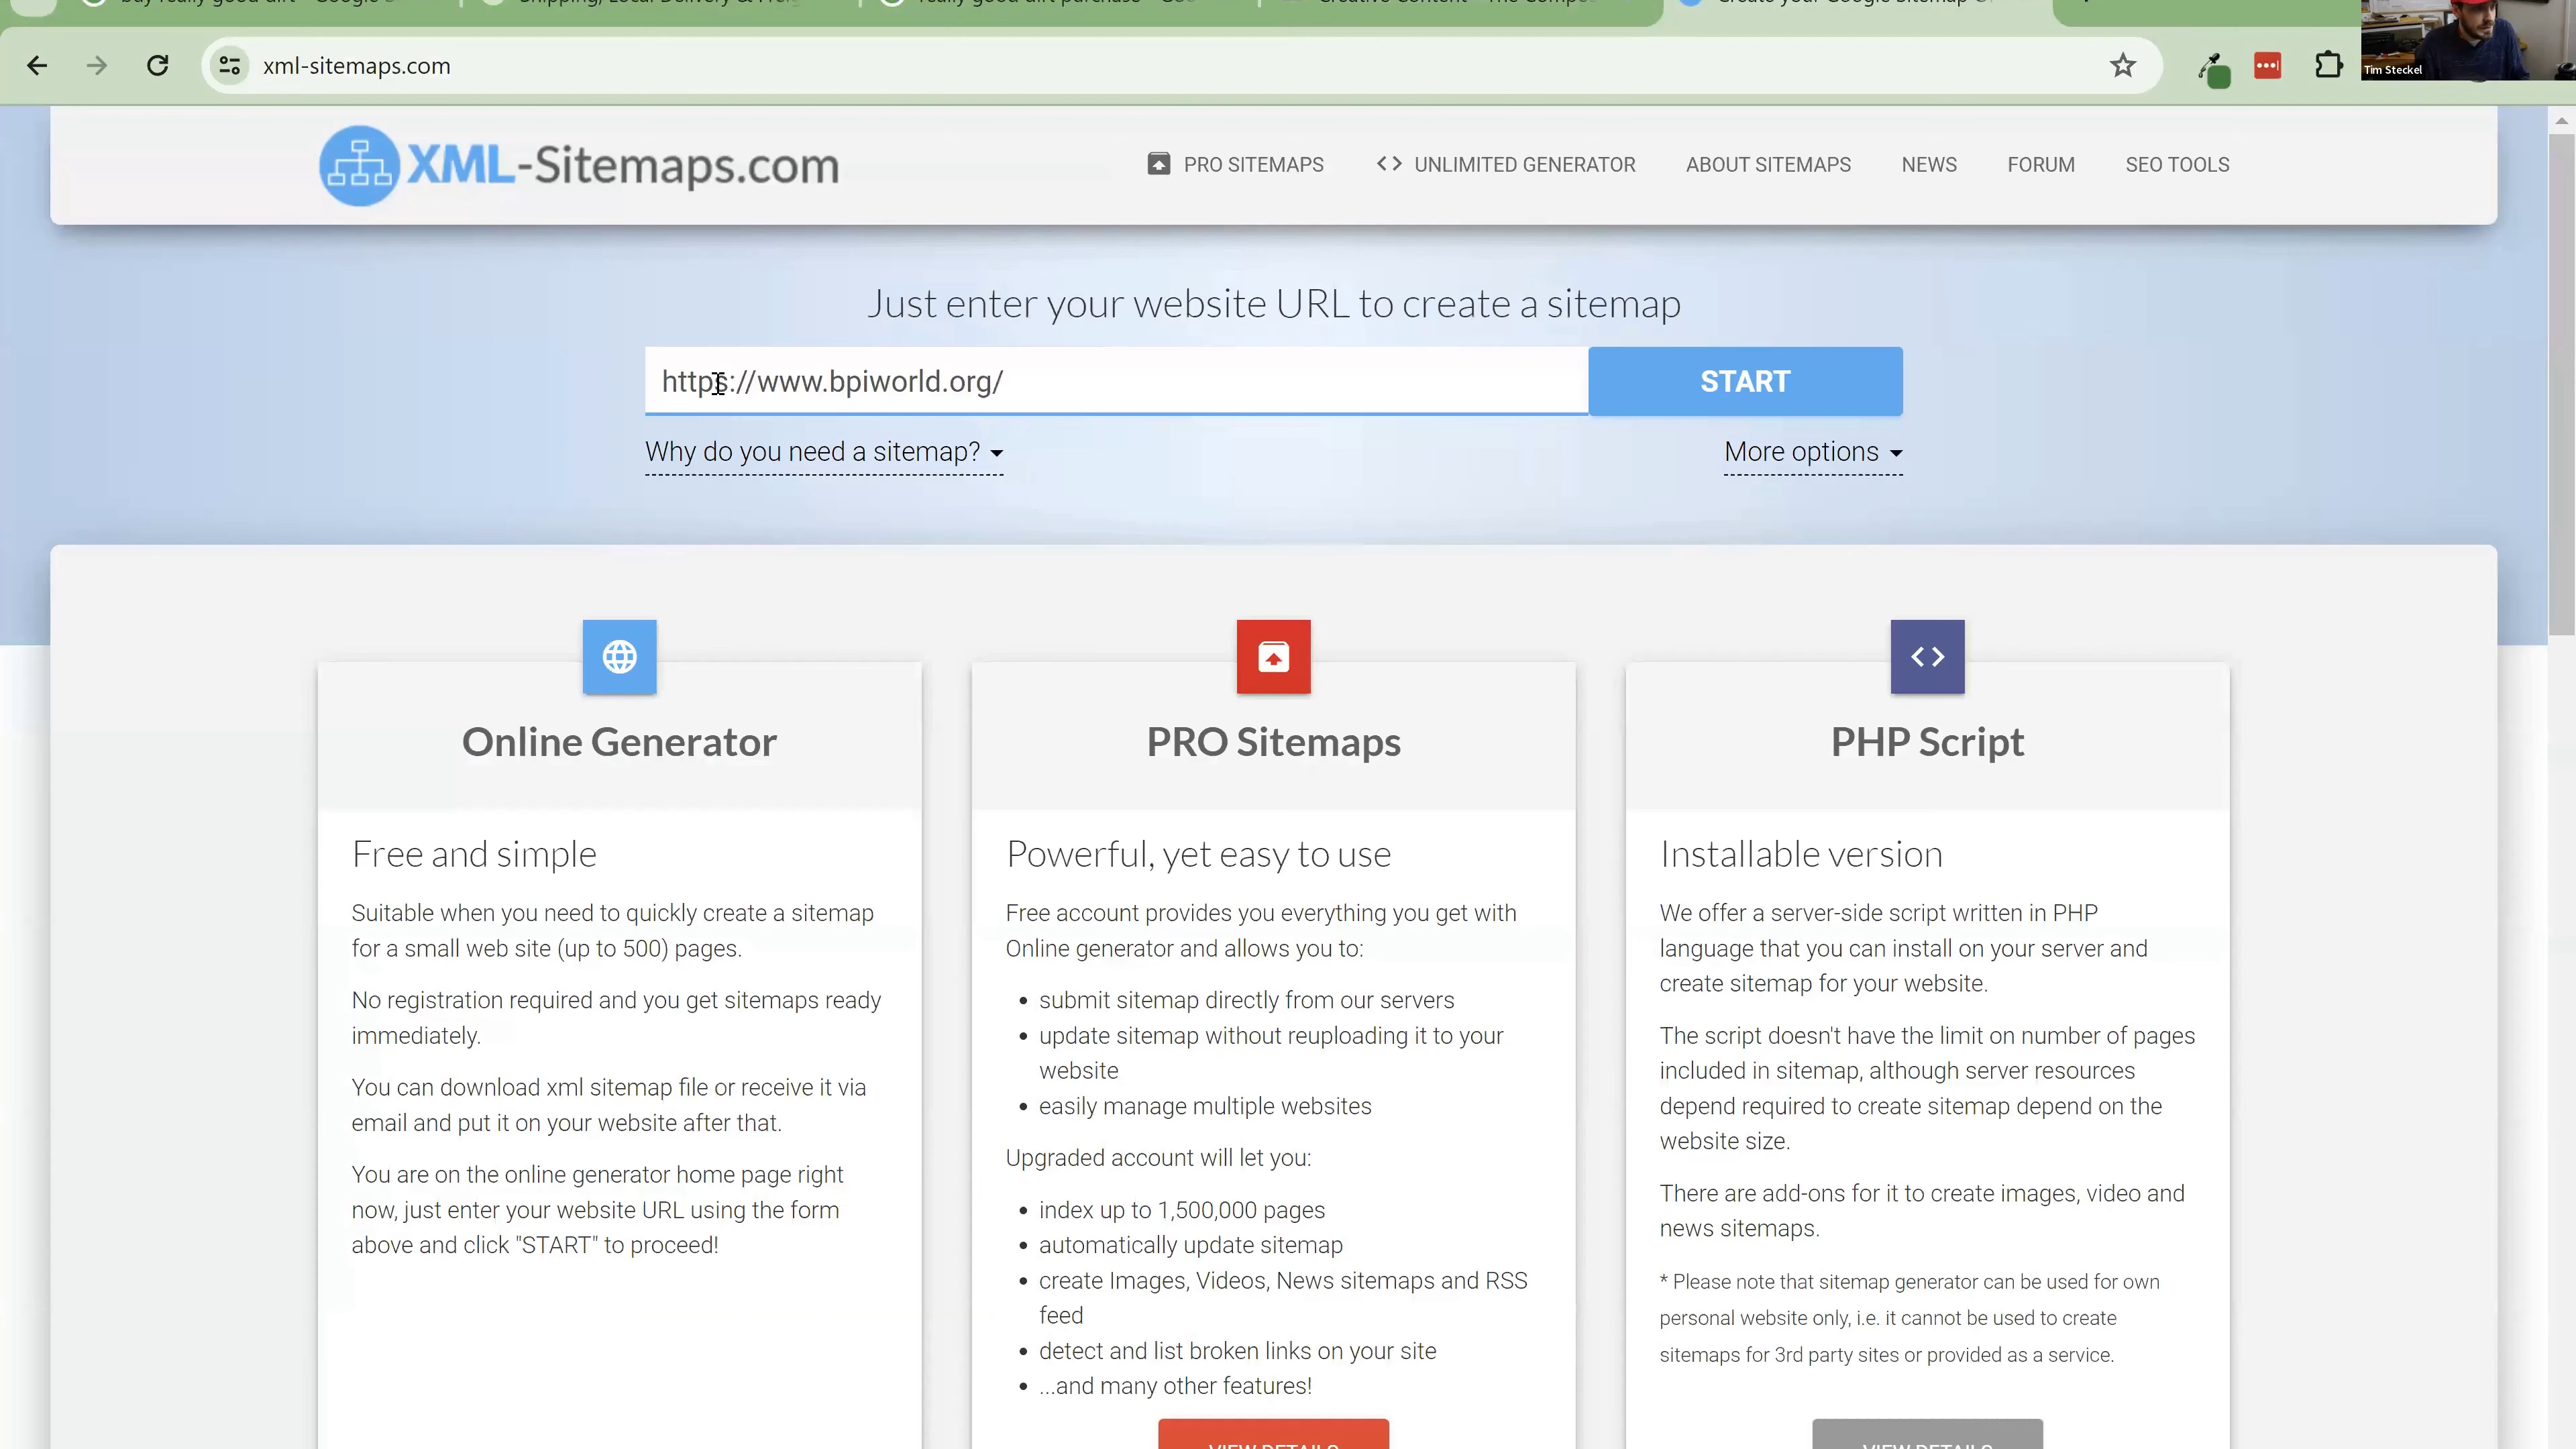 xml-sitemaps.com
Tim Steckel
XML-Sitemaps.com
PRO SITEMAPS
<> UNLIMITED GENERATOR
ABOUT SITEMAPS
NEWS
FORUM
SEO TOOLS
Just enter your website URL to create a sitemap
https://www.bpiworld.org/
START
Why do you need a sitemap?
More options
Online Generator
Free and simple
Suitable when you need to quickly create a sitemap
for a small web site (up to 500) pages.
No registration required and you get sitemaps ready
immediately.
You can download xml sitemap file or receive it via
email and put it on your website after that.
You are on the online generator home page right
now, just enter your website URL using the form
above and click "START" to proceed!
PRO Sitemaps
Powerful, yet easy to use
Free account provides you everything you get with
Online generator and allows you to:
• submit sitemap directly from our servers
• update sitemap without reuploading it to your
website
• easily manage multiple websites
Upgraded account will let you:
• index up to 1,500,000 pages
• automatically update sitemap
• create Images, Videos, News sitemaps and RSS
feed
• detect and list broken links on your site
• ...and many other features!
VIEW DETAILS
<>
PHP Script
Installable version
We offer a server-side script written in PHP
language that you can install on your server and
create sitemap for your website.
The script doesn't have the limit on number of pages
included in sitemap, although server resources
depend required to create sitemap depend on the
website size.
There are add-ons for it to create images, video and
news sitemaps.
* Please note that sitemap generator can be used for own
personal website only, i.e. it cannot be used to create
sitemaps for 3rd party sites or provided as a service.
VIEW DETAILS